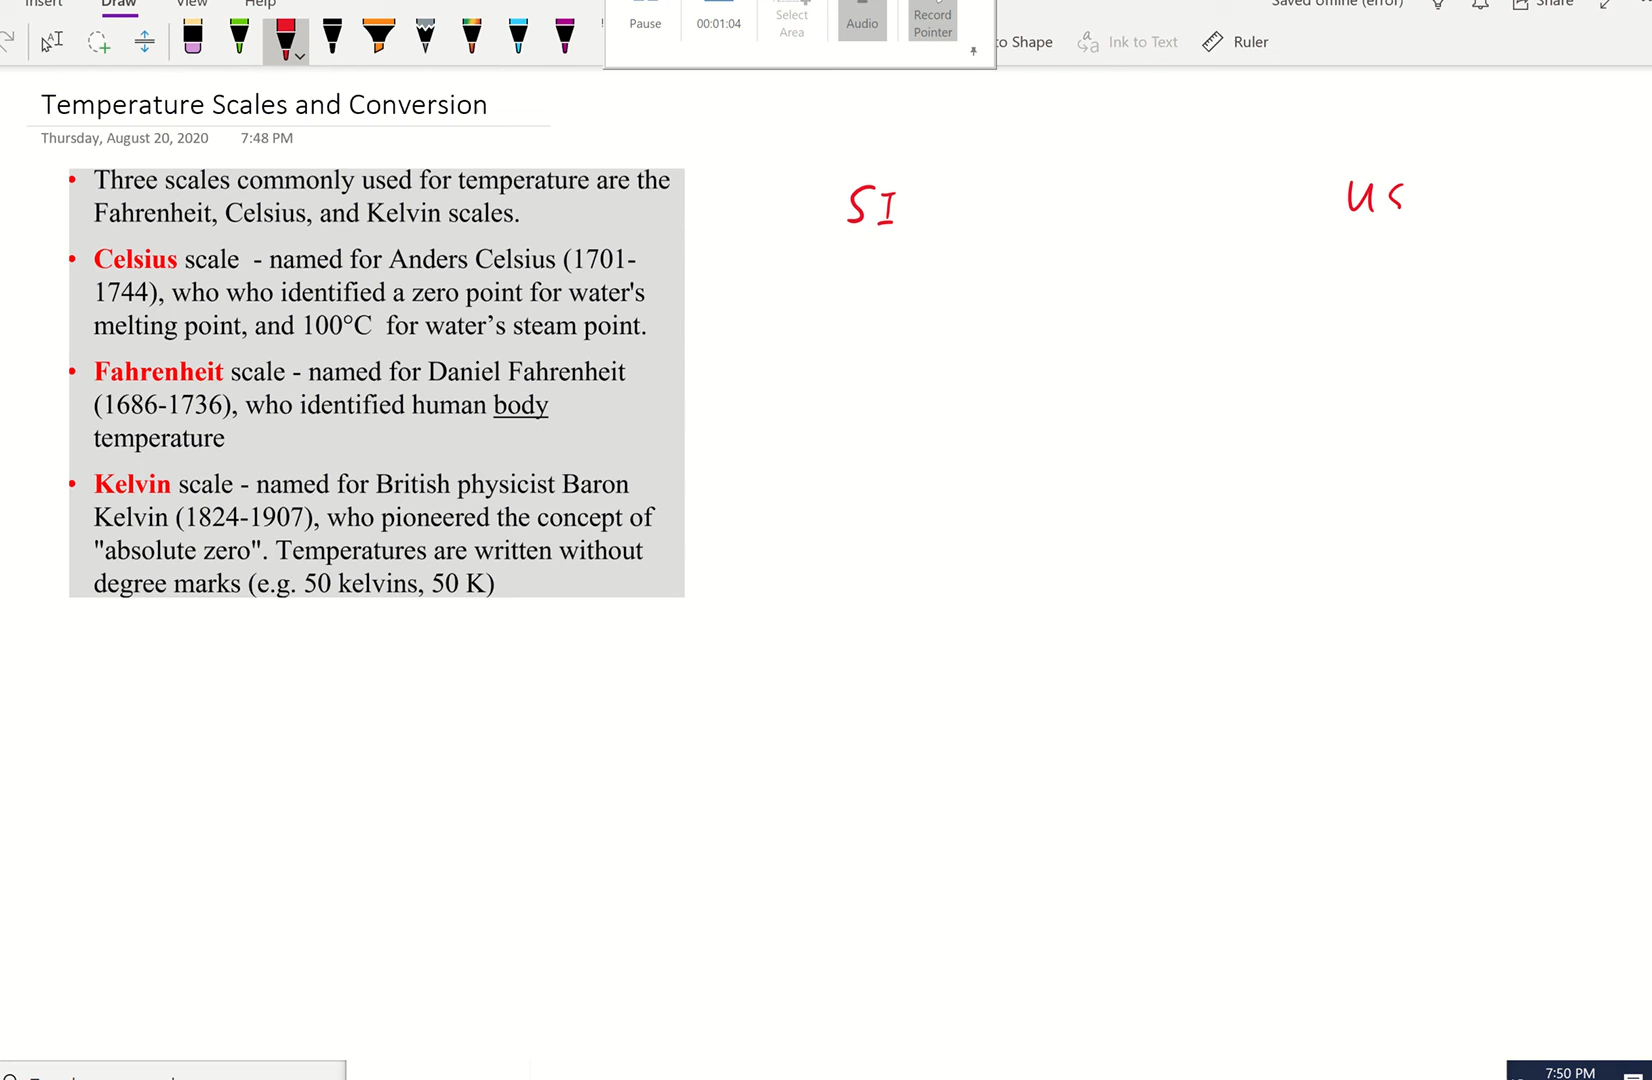 Insert Draw View Help
Pause 00:01:04 Select Area Audio Record Pointer
Saved offline (error) Share
to Shape Ink to Text Ruler
Temperature Scales and Conversion
Thursday, August 20, 2020 7:48 PM
• Three scales commonly used for temperature are the
Fahrenheit, Celsius, and Kelvin scales.
SI
US
• Celsius scale - named for Anders Celsius (1701-
1744), who who identified a zero point for water's
melting point, and 100°C for water’s steam point.
• Fahrenheit scale - named for Daniel Fahrenheit
(1686-1736), who identified human body
temperature
• Kelvin scale - named for British physicist Baron
Kelvin (1824-1907), who pioneered the concept of
"absolute zero". Temperatures are written without
degree marks (e.g. 50 kelvins, 50 K)
7:50 PM